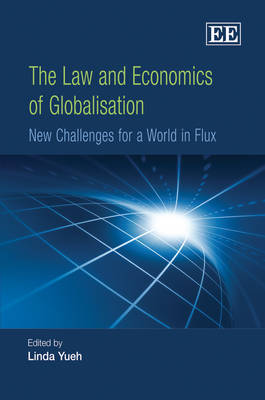 EE
The Law and Economics
of Globalisation
New Challenges for a World in Flux
Edited by
Linda Yueh